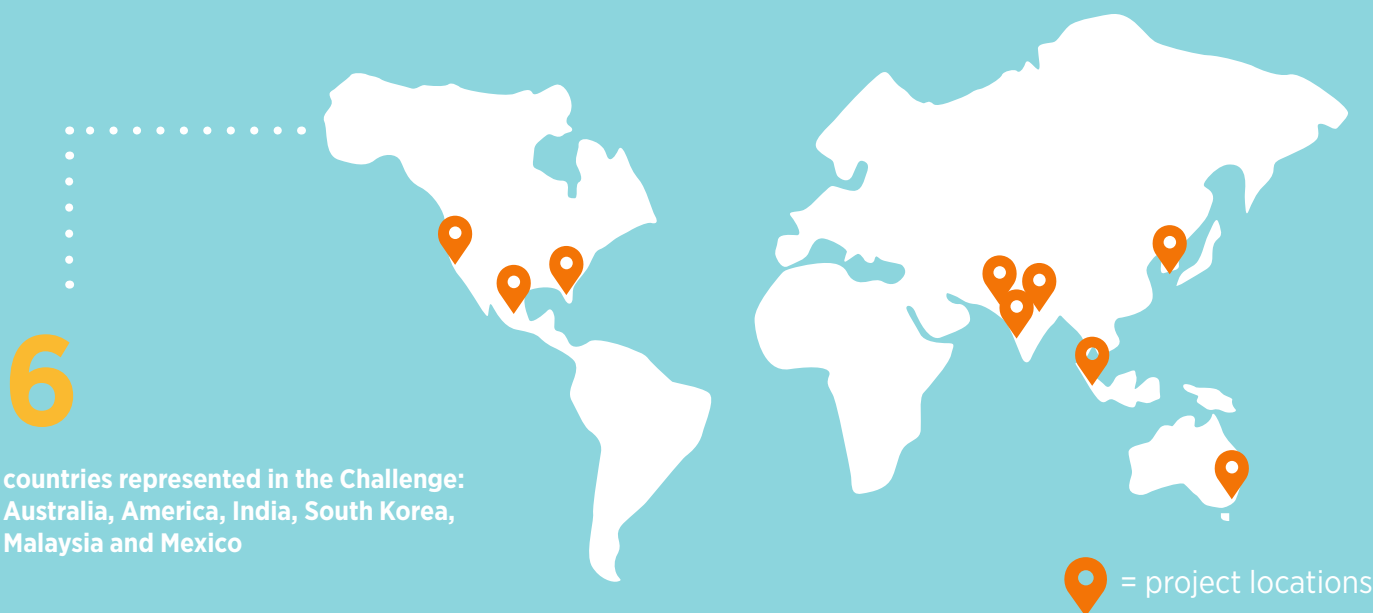 6
countries represented in the Challenge:
Australia, America, India, South Korea,
Malaysia and Mexico
= project locations